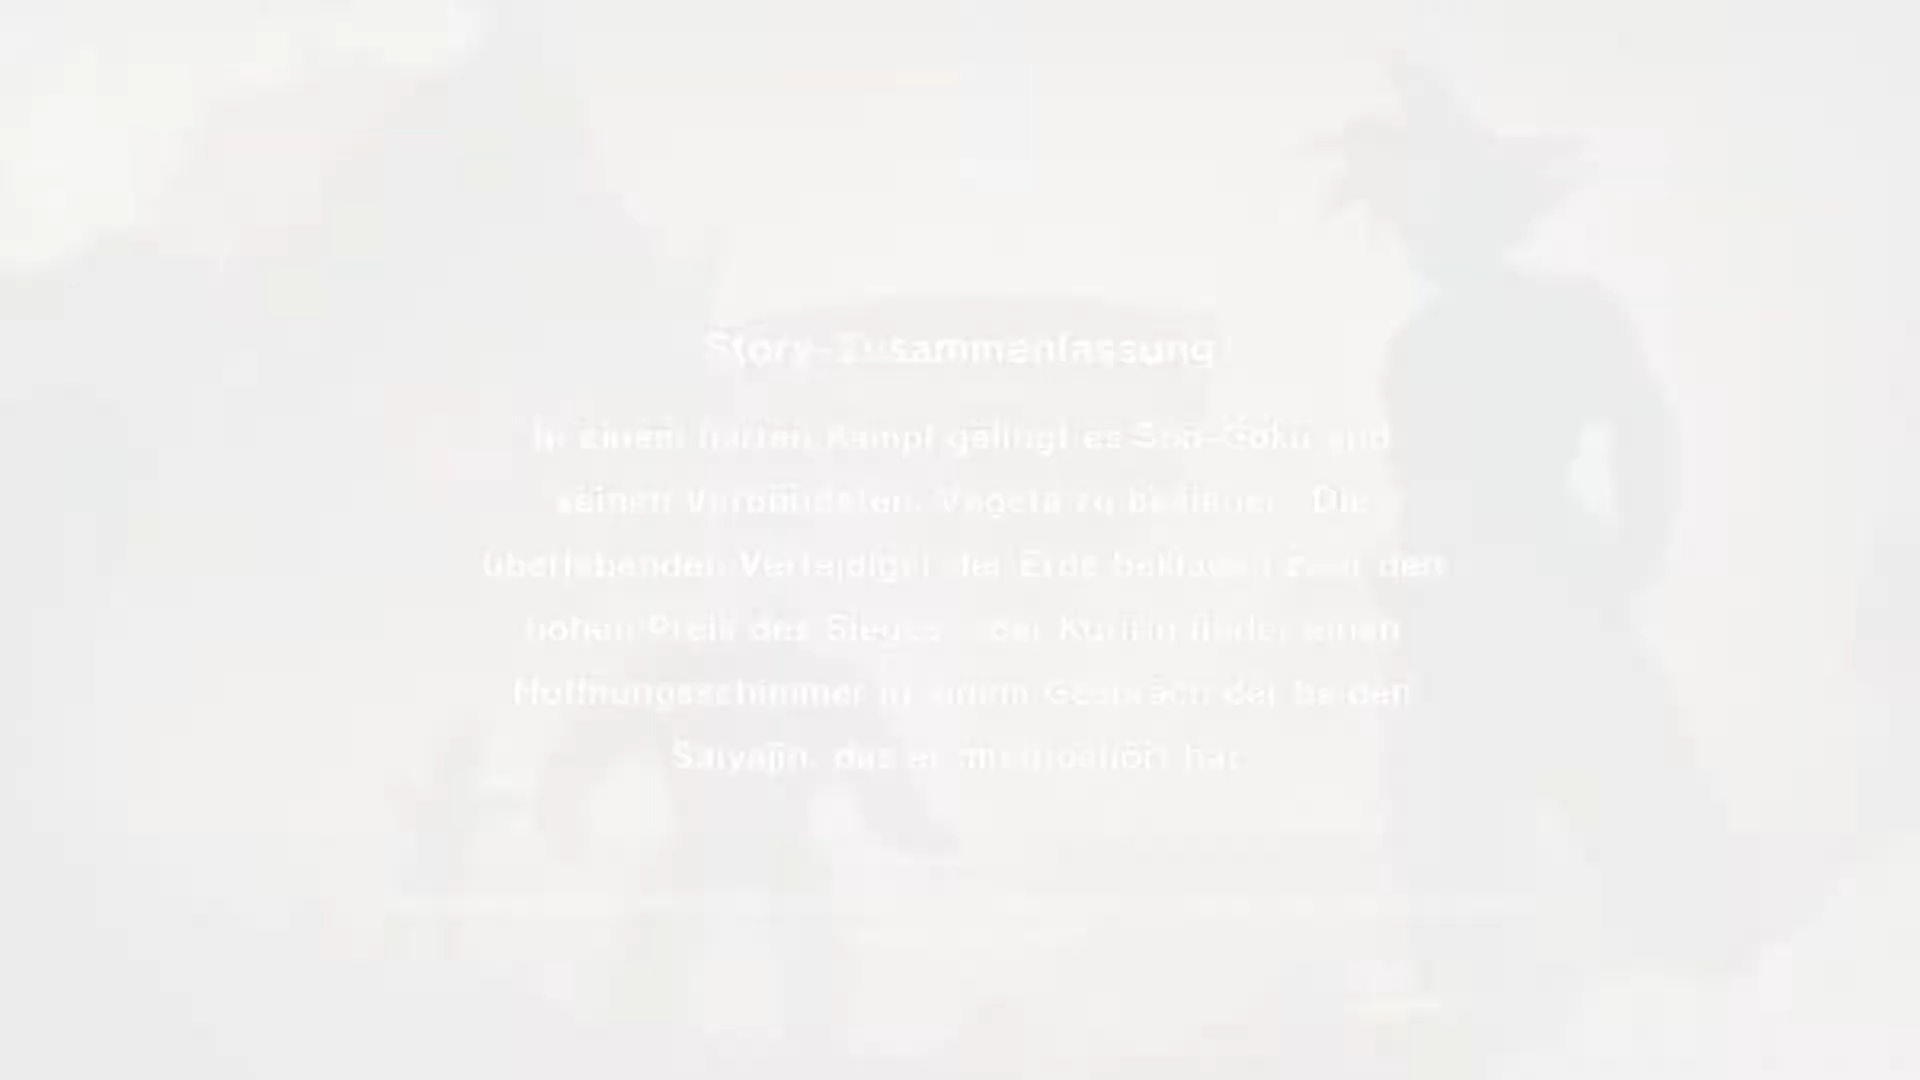 Story-Zusammenfassung
In einem harten Kampf gelingt es Son-Goku und
seinen Verbündeten, Vegeta zu besiegen. Die
überlebenden Verteidiger der Erde beklagen zwar den
hohen Preis des Sieges, aber Kuririn findet einen
Hoffnungsschimmer in einem Gespräch der beiden
Saiyajin, das er mitgehört hat.